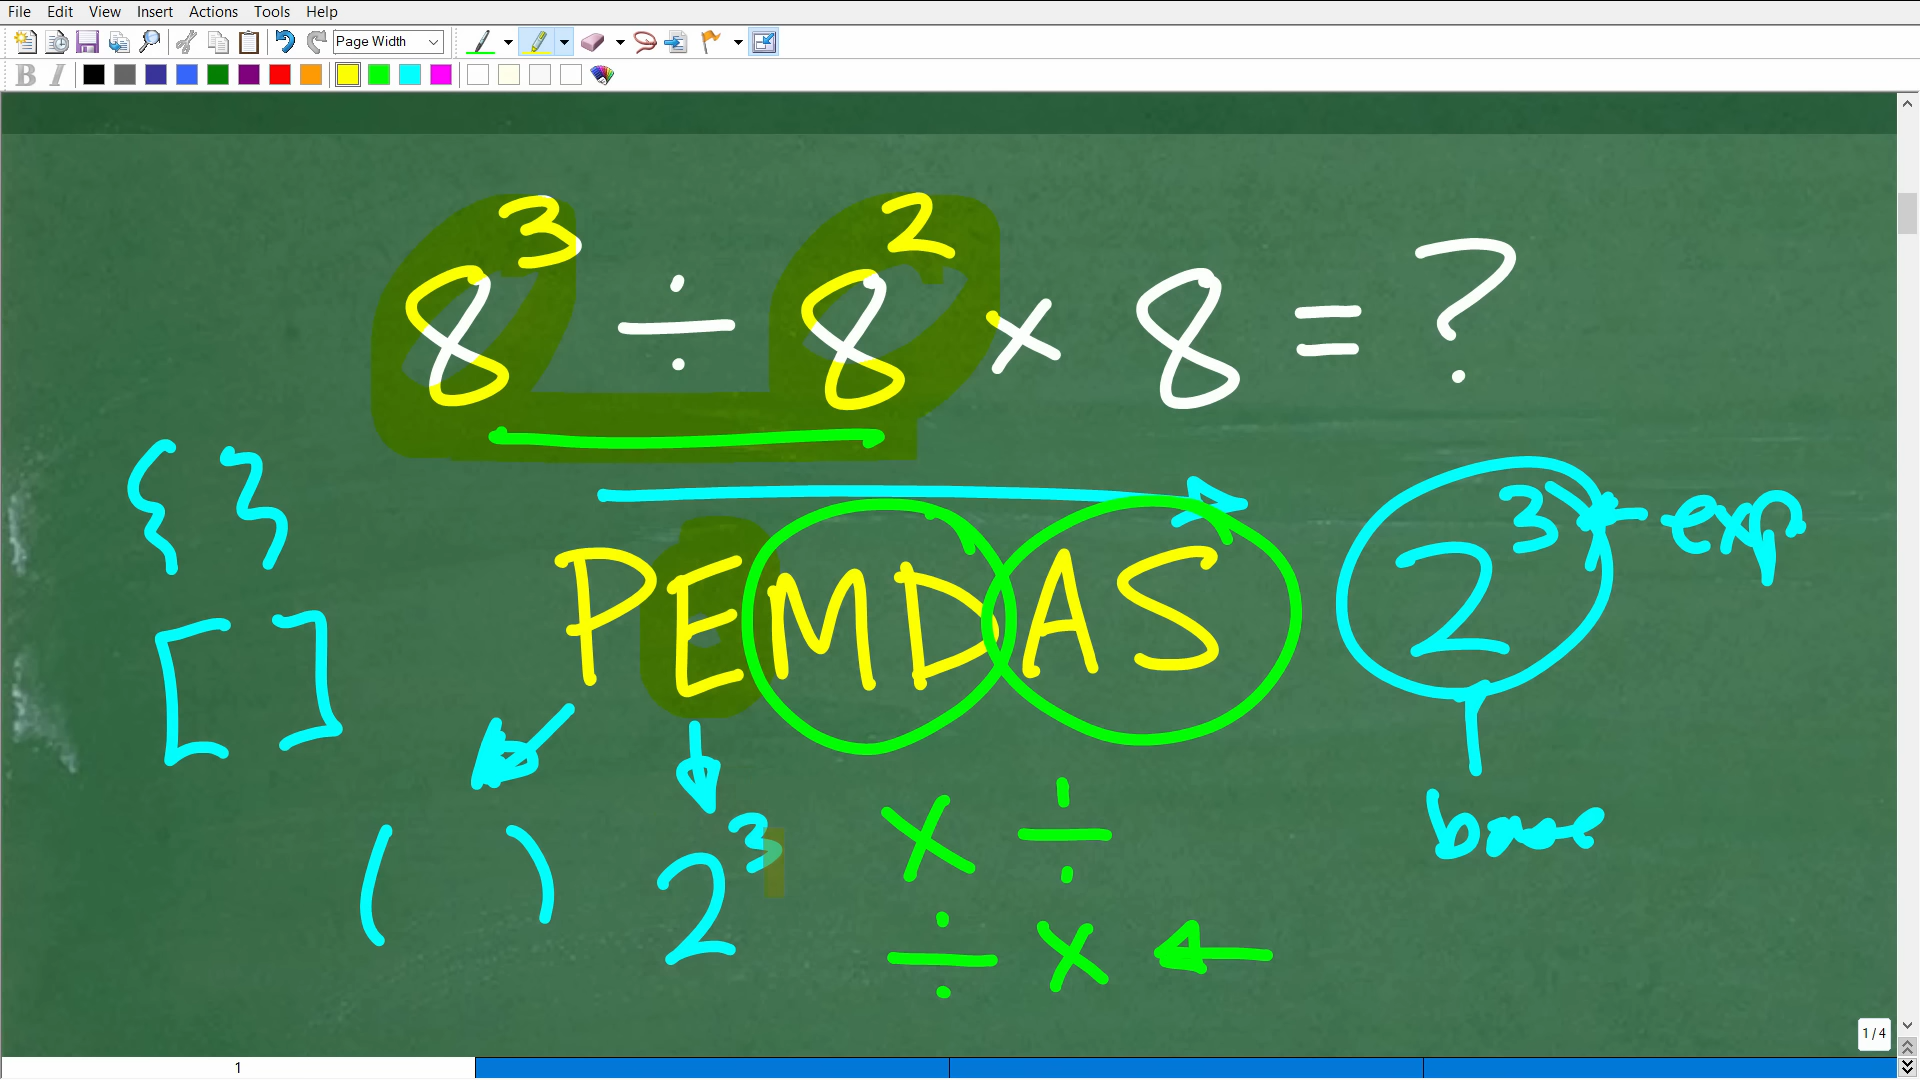 File Edit View Insert Actions Tools Help
Page Width
B I
8³ ÷ 8² × 8 = ?
{ }
PEMDAS
2³ exp
[ ]
base
( ) 2³ × ÷
÷ ×
1 / 4
1